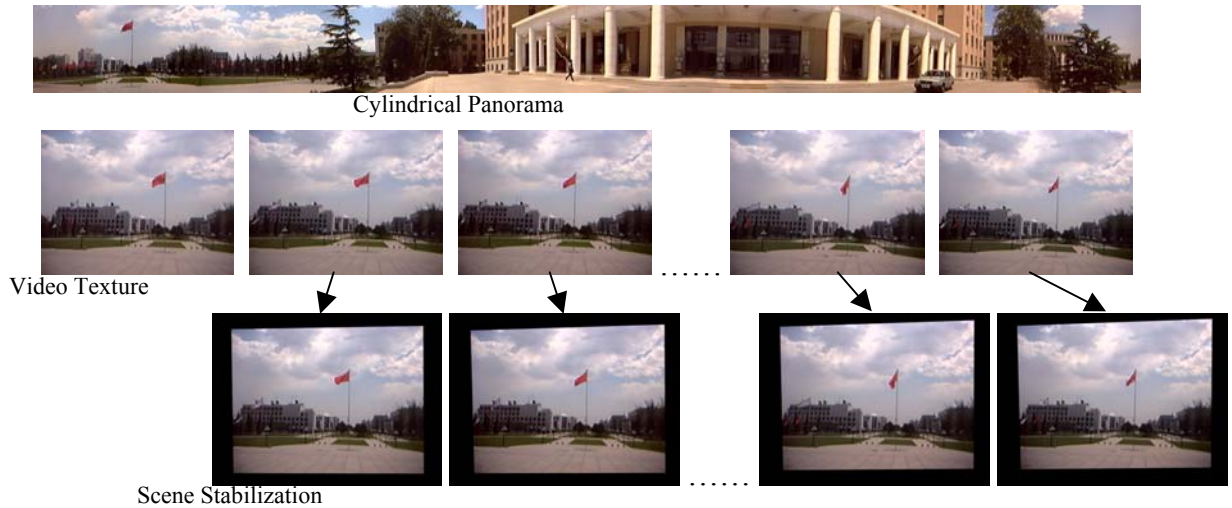 Cylindrical Panorama
......
Video Texture
......
Scene Stabilization